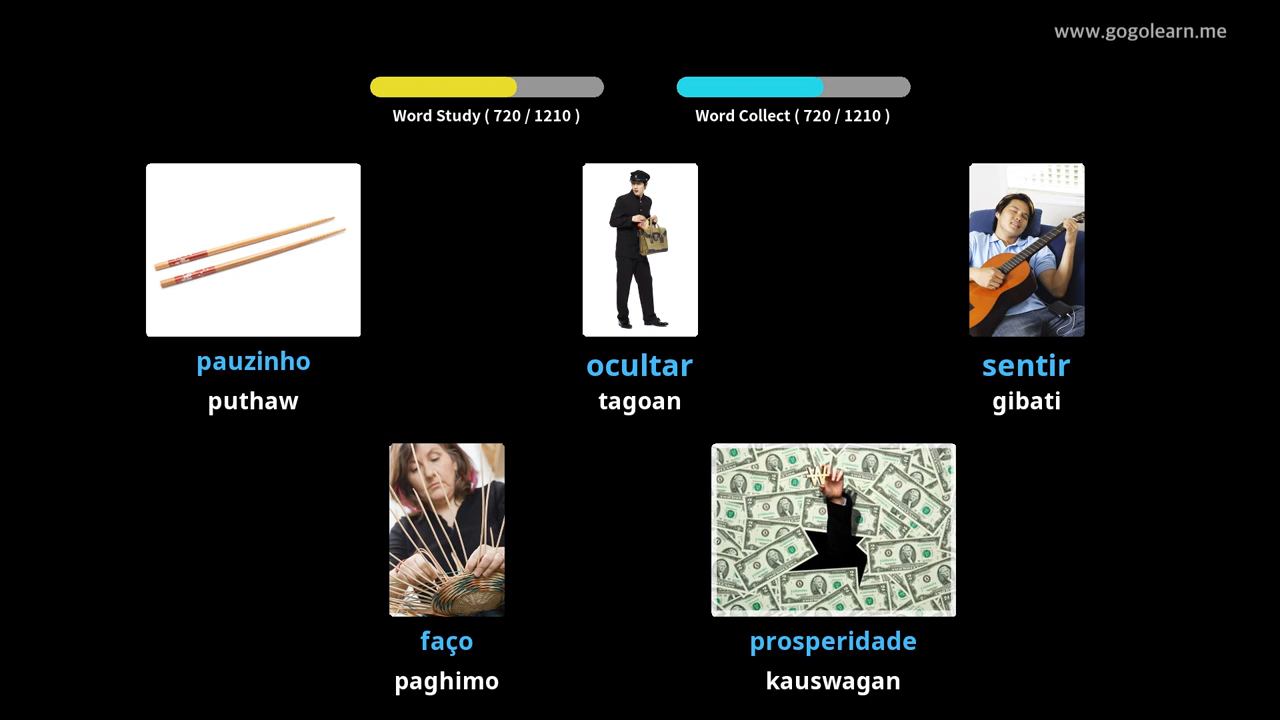 www.gogolearn.me
Word Study ( 720 / 1210 )
Word Collect ( 720 / 1210 )
pauzinho
puthaw
ocultar
tagoan
sentir
gibati
faço
paghimo
prosperidade
kauswagan